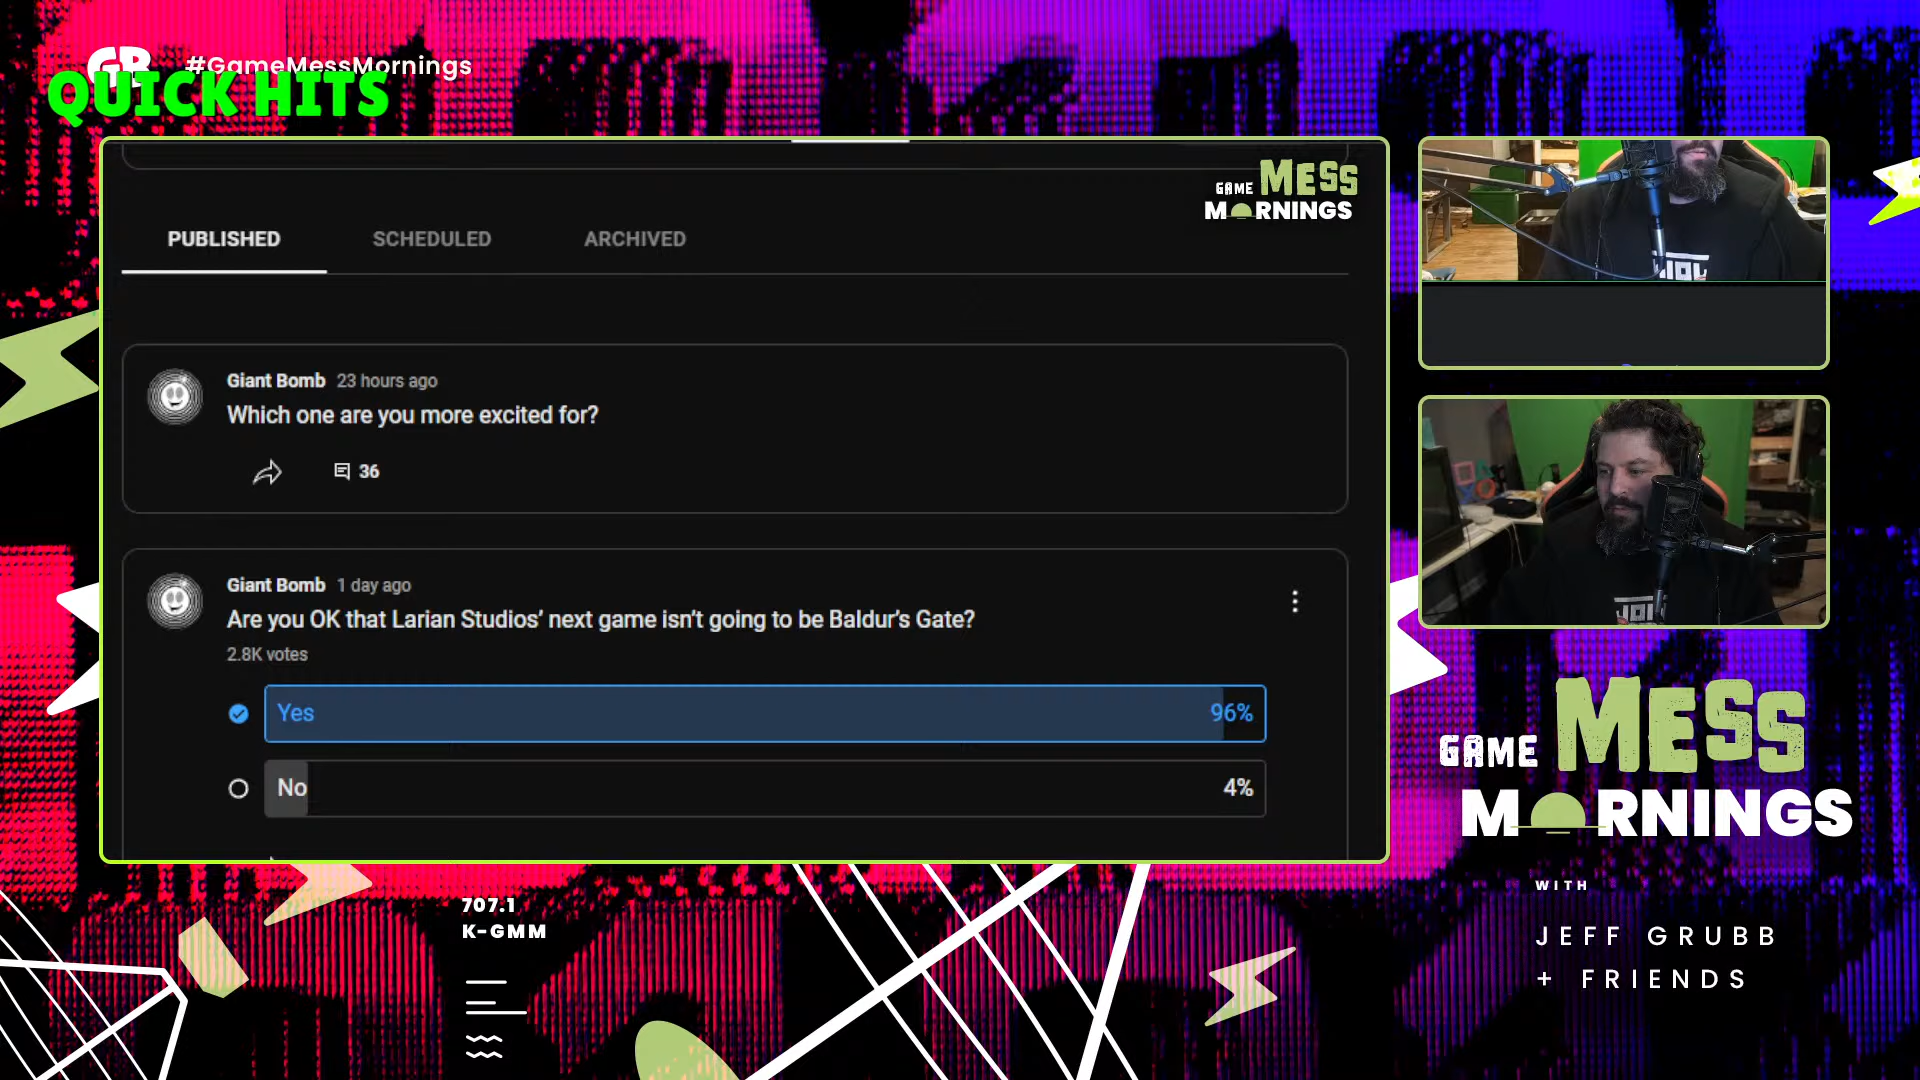 GB #GameMessMornings
QUICK HITS
GAME MESS
MORNINGS
PUBLISHED SCHEDULED ARCHIVED
Giant Bomb 23 hours ago
Which one are you more excited for?
36
Giant Bomb 1 day ago
Are you OK that Larian Studios’ next game isn’t going to be Baldur’s Gate?
2.8K votes
Yes 96%
No 4%
GAME MESS
MORNINGS
WITH
JEFF GRUBB
+ FRIENDS
707.1
K-GMM